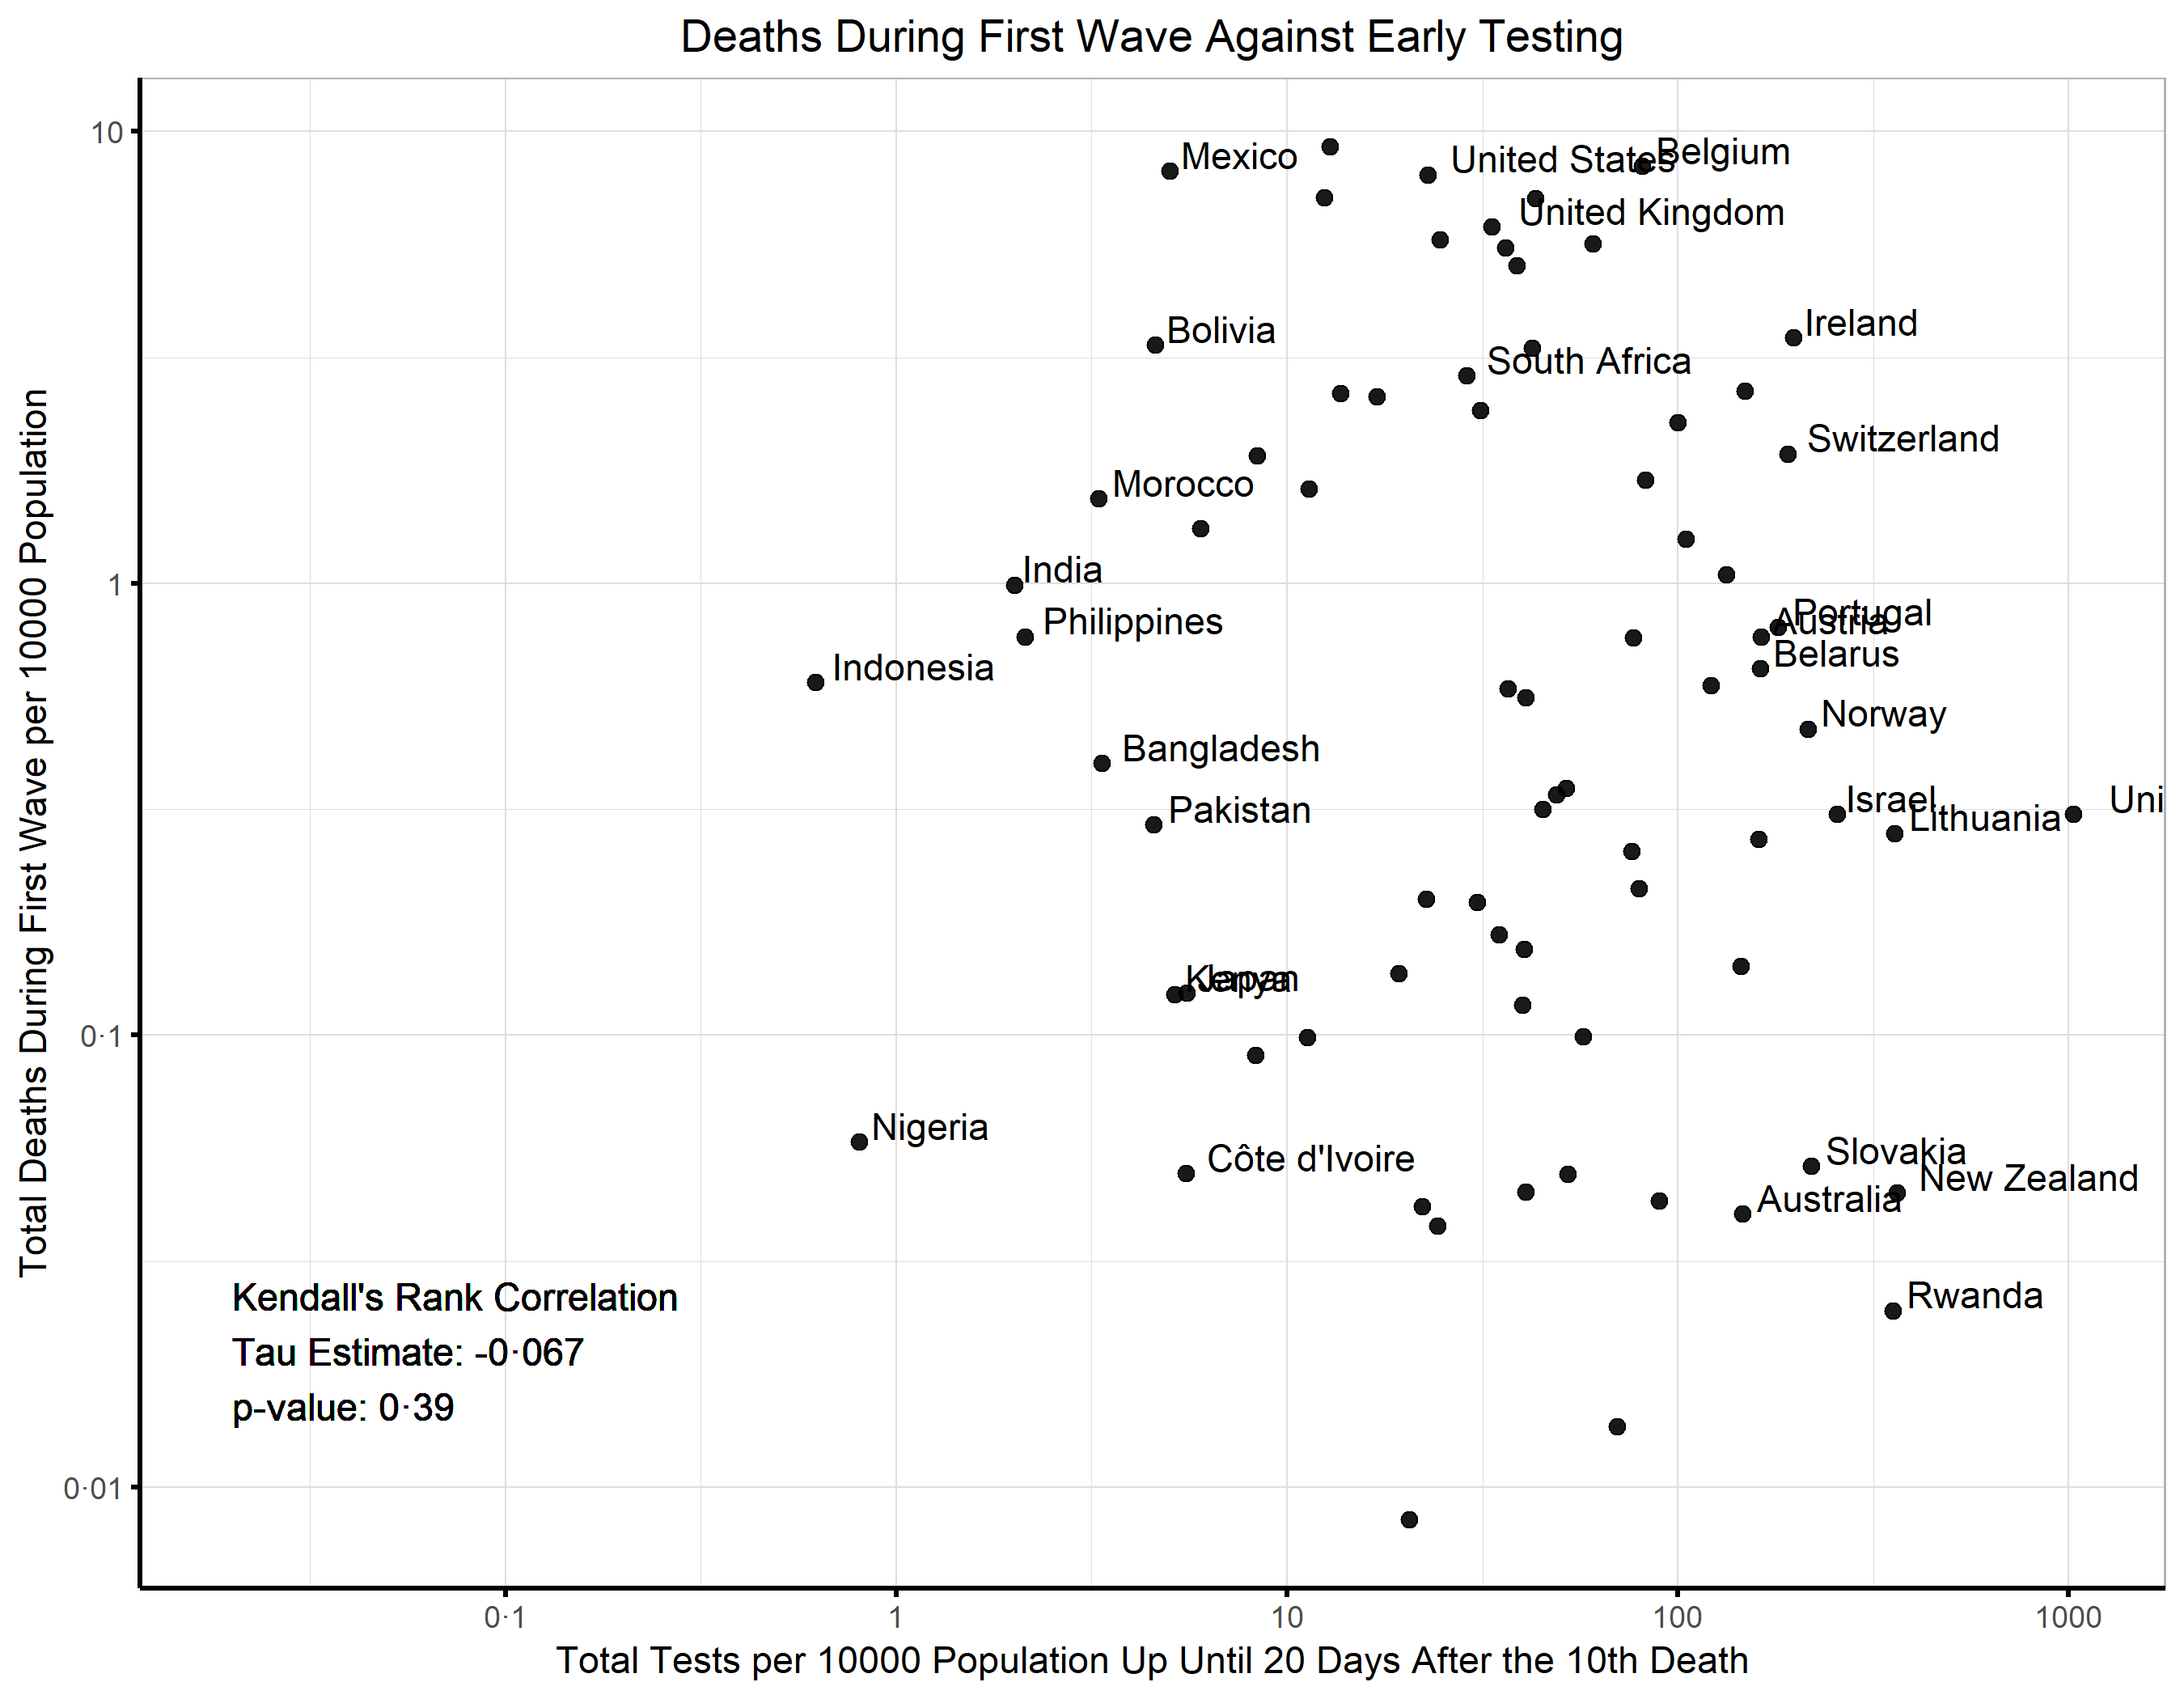 Deaths During First Wave Against Early Testing
Total Deaths During First Wave per 10000 Population
10
1
0·1
0·01
Mexico
United States
Belgium
United Kingdom
Bolivia
Ireland
South Africa
Switzerland
Morocco
India
Portugal
Philippines
Austria
Belarus
Indonesia
Norway
Bangladesh
Israel
Uni
Pakistan
Lithuania
Kenya
Japan
Nigeria
Slovakia
Côte d'Ivoire
New Zealand
Australia
Rwanda
Kendall's Rank Correlation
Tau Estimate: -0·067
p-value: 0·39
0·1
1
10
100
1000
Total Tests per 10000 Population Up Until 20 Days After the 10th Death